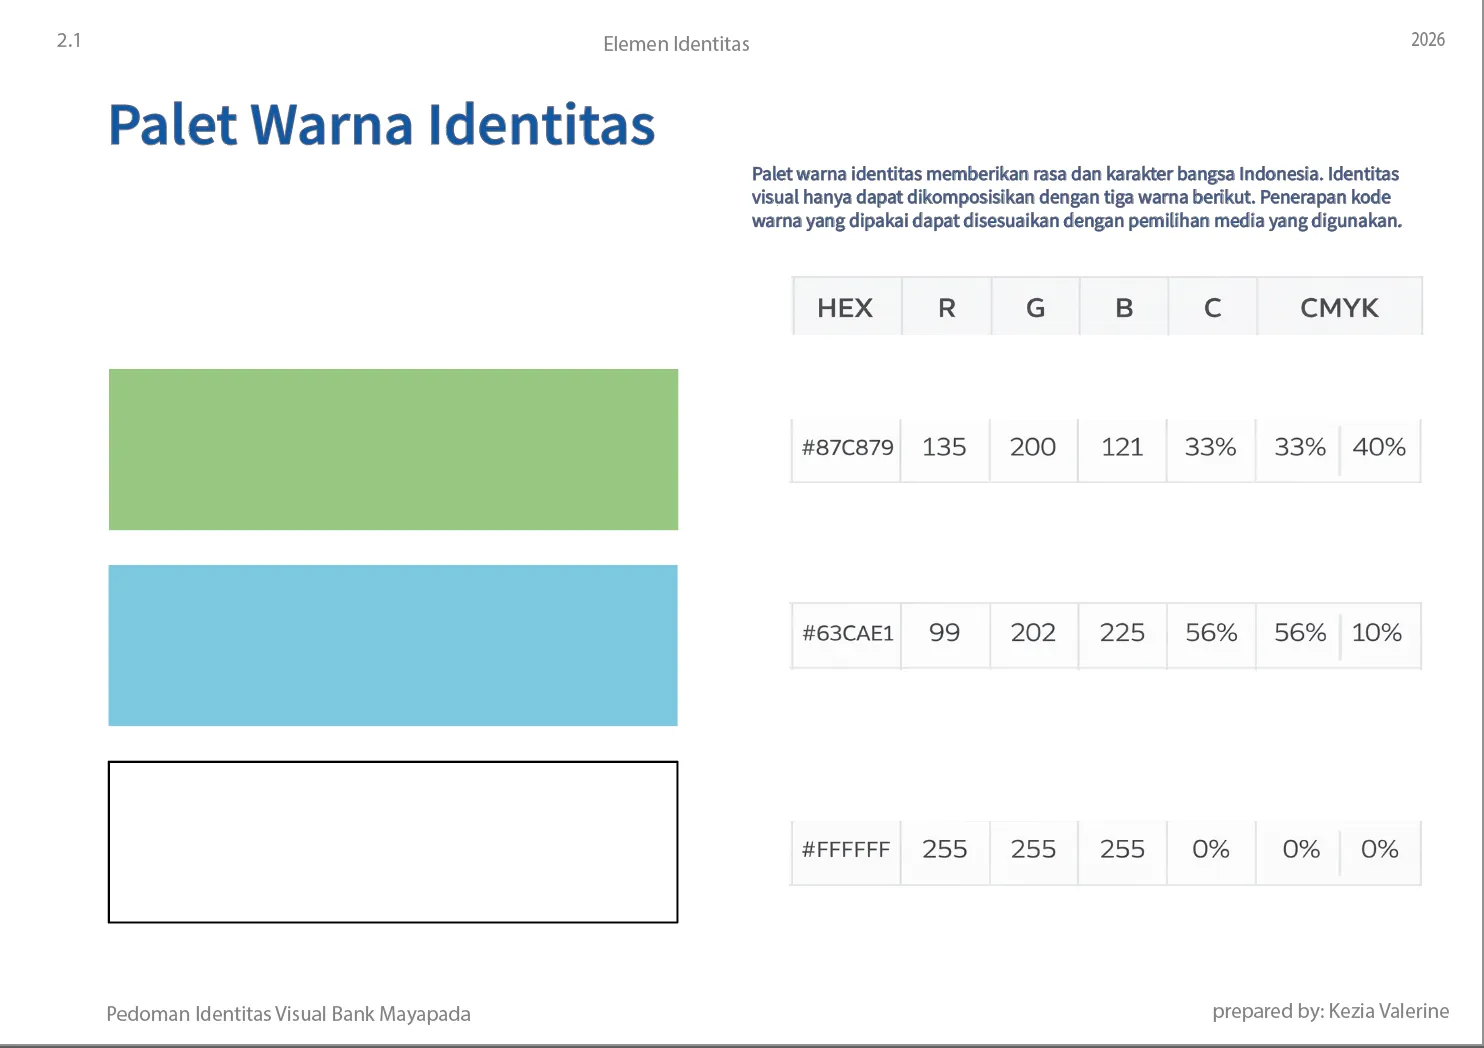 2.1
Elemen Identitas
2026
Palet Warna Identitas
Palet warna identitas memberikan rasa dan karakter bangsa Indonesia. Identitas
visual hanya dapat dikomposisikan dengan tiga warna berikut. Penerapan kode
warna yang dipakai dapat disesuaikan dengan pemilihan media yang digunakan.
HEX R G B C CMYK
#87C879 135 200 121 33% 33% 40%
#63CAE1 99 202 225 56% 56% 10%
#FFFFFF 255 255 255 0% 0% 0%
Pedoman Identitas Visual Bank Mayapada
prepared by: Kezia Valerine